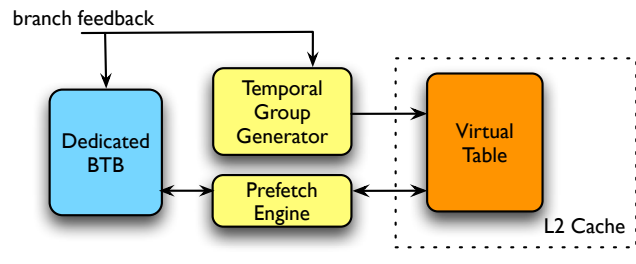 branch feedback
Temporal
Group
Generator
Dedicated
BTB
Virtual
Table
Prefetch
Engine
L2 Cache